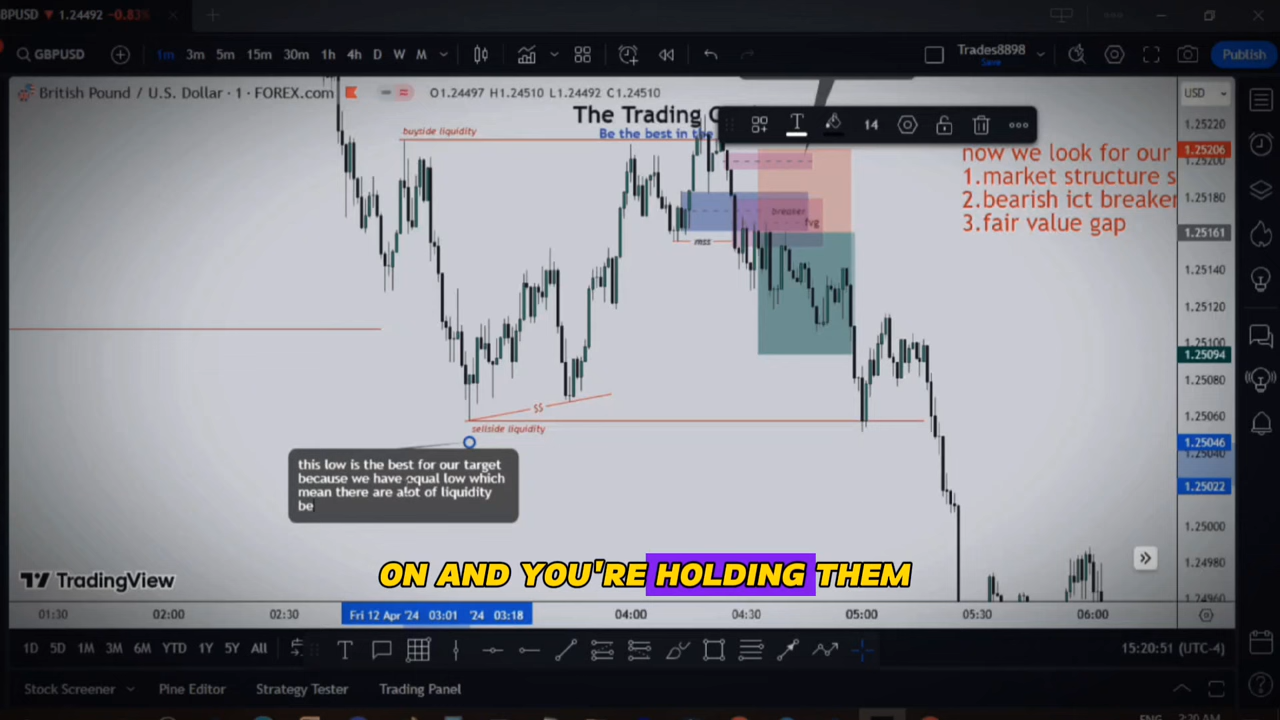 BPUSD ▼ 1.24492 −0.83%
GBPUSD 1m 3m 5m 15m 30m 1h 4h D W M Trades8898 Save Publish
British Pound / U.S. Dollar · 1 · FOREX.com O1.24497 H1.24510 L1.24492 C1.24510 USD
The Trading
Be the best in the
14
buyside liquidity
now we look for our
1.market structure s
2.bearish ict breaker
3.fair value gap
breaker
fvg
mss
$$
sellside liquidity
this low is the best for our target
because we have equal low which
mean there are alot of liquidity
be
ON AND YOU'RE HOLDING THEM
1.25220
1.25206
1.25200
1.25180
1.25161
1.25140
1.25120
1.25100
1.25094
1.25080
1.25060
1.25046
1.25040
1.25022
1.25000
1.24980
1.24960
TradingView
01:30 02:00 02:30 Fri 12 Apr '24 03:01 '24 03:18 04:00 04:30 05:00 05:30 06:00
1D 5D 1M 3M 6M YTD 1Y 5Y All 15:20:51 (UTC-4)
Stock Screener Pine Editor Strategy Tester Trading Panel